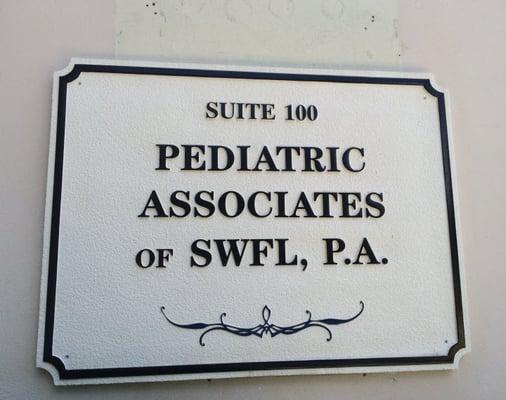 SUITE 100
PEDIATRIC
ASSOCIATES
OF SWFL, P.A.